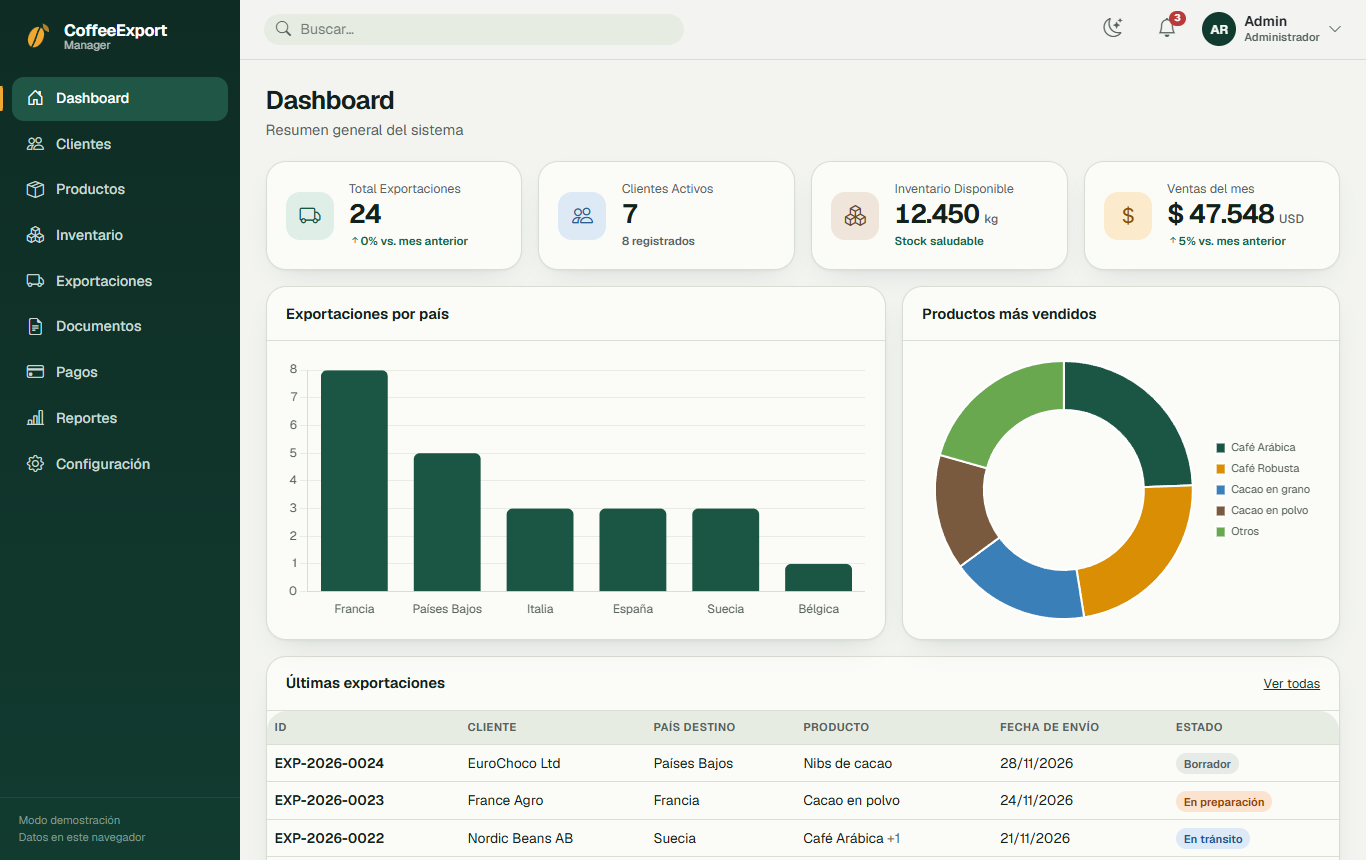 CoffeeExport
Manager
Dashboard
Clientes
Productos
Inventario
Exportaciones
Documentos
Pagos
Reportes
Configuración
Modo demostración
Datos en este navegador
Buscar...
3
AR
Admin
Administrador
Dashboard
Resumen general del sistema
Total Exportaciones
24
↑ 0% vs. mes anterior
Clientes Activos
7
8 registrados
Inventario Disponible
12.450 kg
Stock saludable
Ventas del mes
$ 47.548 USD
↑ 5% vs. mes anterior
Exportaciones por país
8
7
6
5
4
3
2
1
0
Francia Países Bajos Italia España Suecia Bélgica
Productos más vendidos
Café Arábica
Café Robusta
Cacao en grano
Cacao en polvo
Otros
Últimas exportaciones Ver todas
ID CLIENTE PAÍS DESTINO PRODUCTO FECHA DE ENVÍO ESTADO
EXP-2026-0024 EuroChoco Ltd Países Bajos Nibs de cacao 28/11/2026 Borrador
EXP-2026-0023 France Agro Francia Cacao en polvo 24/11/2026 En preparación
EXP-2026-0022 Nordic Beans AB Suecia Café Arábica +1 21/11/2026 En tránsito